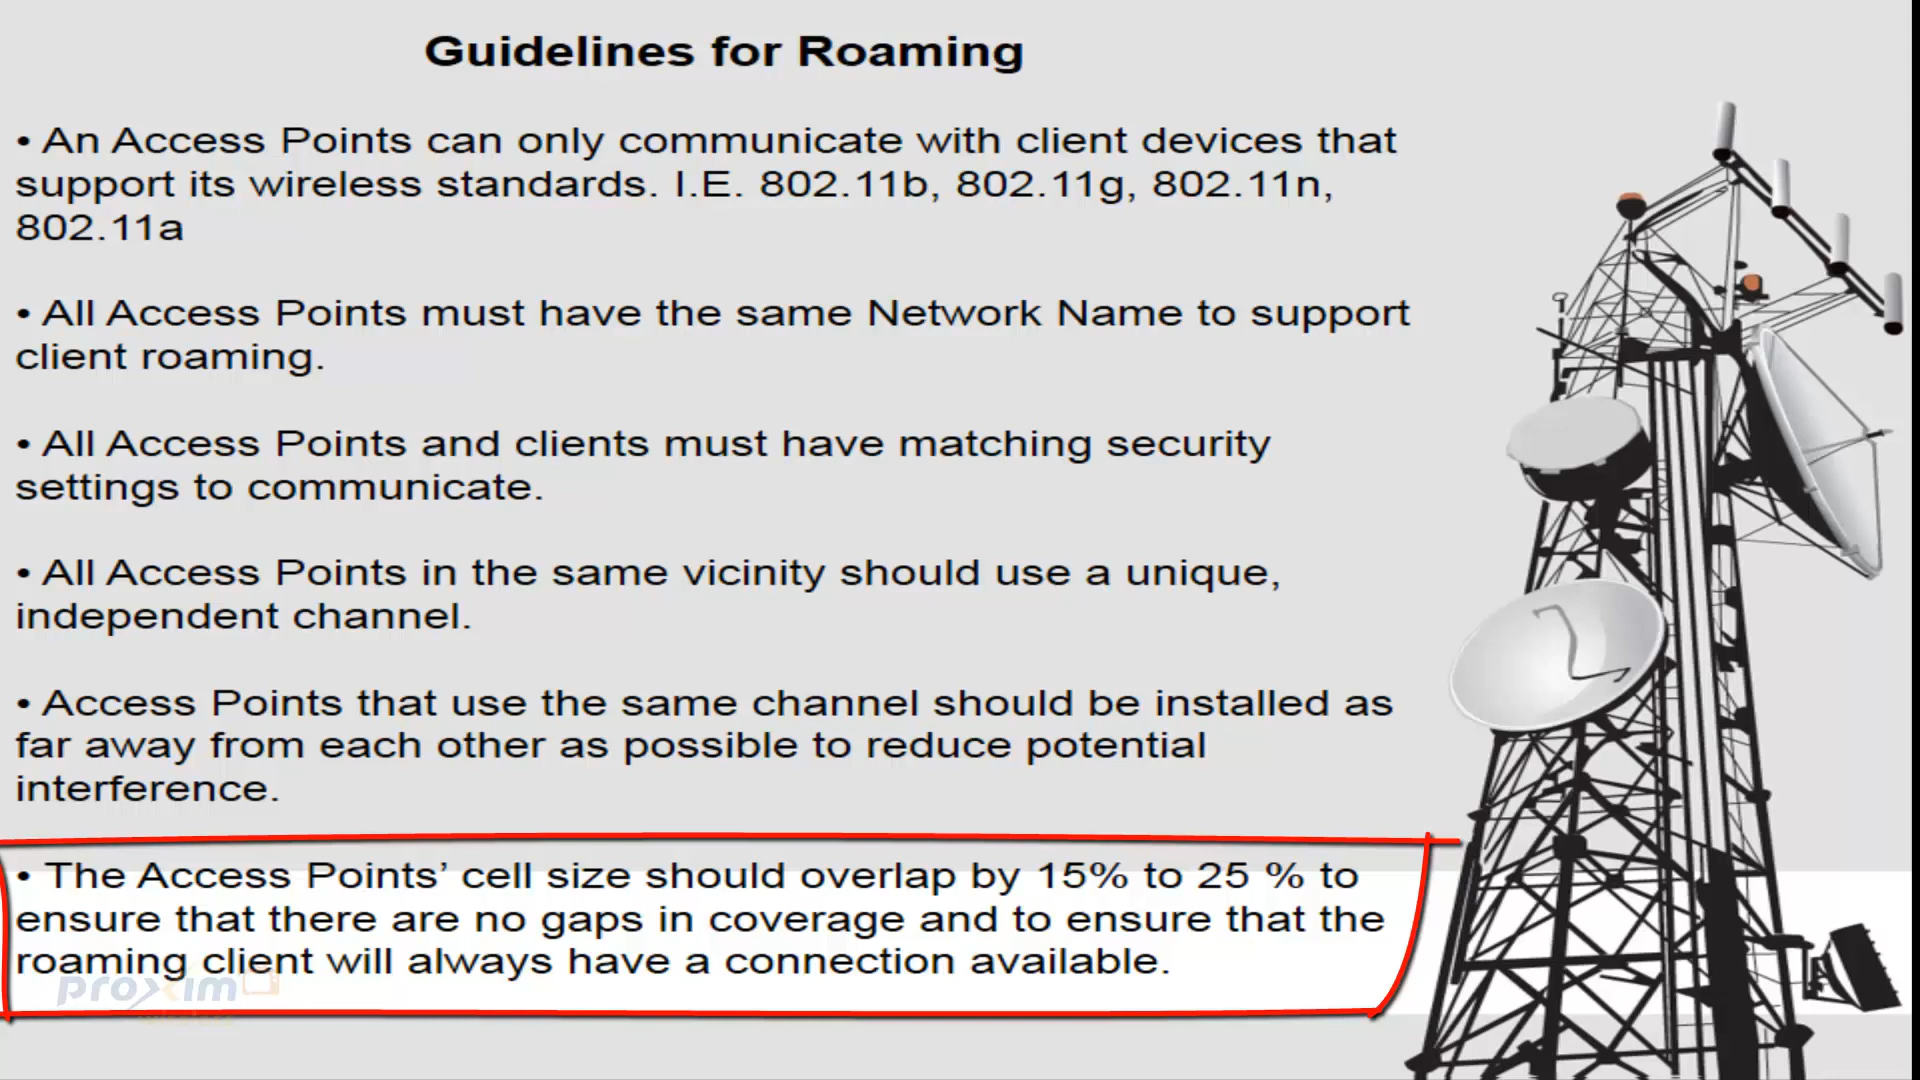 Guidelines for Roaming
• An Access Points can only communicate with client devices that
support its wireless standards. I.E. 802.11b, 802.11g, 802.11n,
802.11a
• All Access Points must have the same Network Name to support
client roaming.
• All Access Points and clients must have matching security
settings to communicate.
• All Access Points in the same vicinity should use a unique,
independent channel.
• Access Points that use the same channel should be installed as
far away from each other as possible to reduce potential
interference.
• The Access Points’ cell size should overlap by 15% to 25 % to
ensure that there are no gaps in coverage and to ensure that the
roaming client will always have a connection available.
proxim